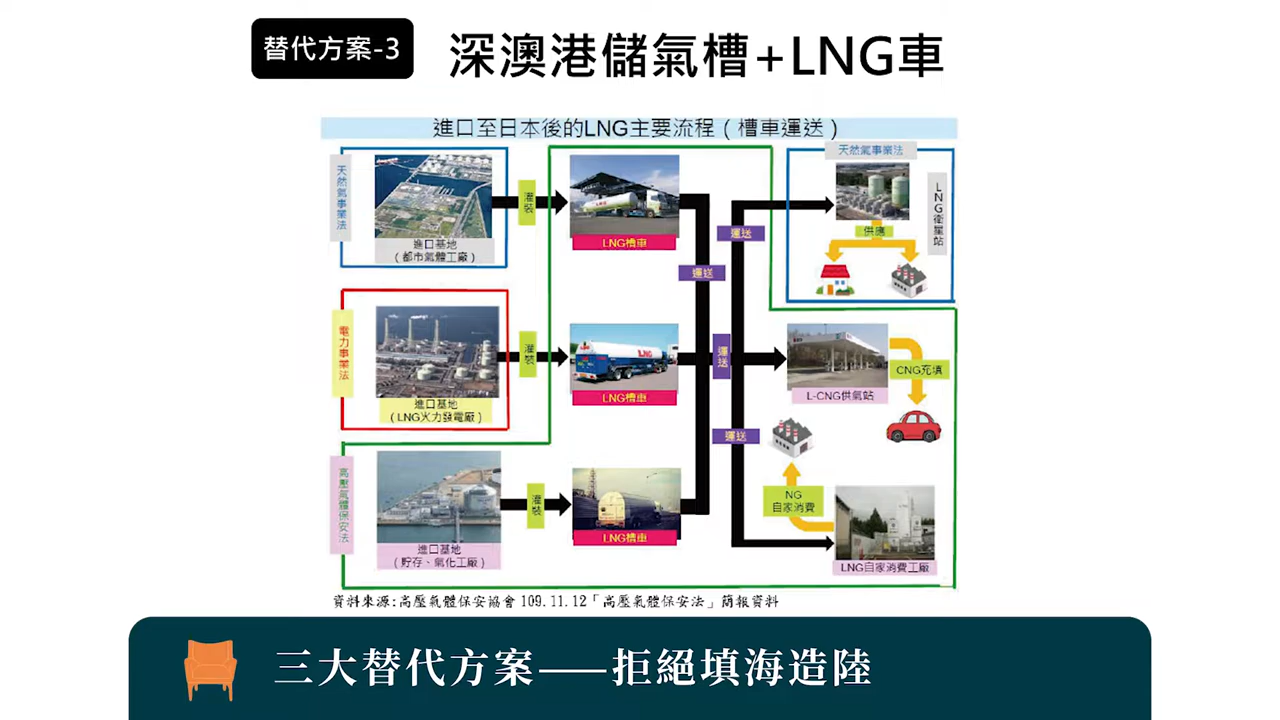 替代方案-3
深澳港儲氣槽+LNG車
進口至日本後的LNG主要流程（槽車運送）
天然氣事業法
進口基地
（都市氣體工廠）
灌裝
LNG槽車
運送
運送
天然氣事業法
LNG衛星站
供應
電力事業法
進口基地
（LNG火力發電廠）
灌裝
LNG槽車
運送
L-CNG供氣站
CNG充填
高壓氣體保安法
進口基地
（貯存、氣化工廠）
灌裝
LNG槽車
運送
NG
自家消費
LNG自家消費工廠
資料來源:高壓氣體保安協會 109.11.12「高壓氣體保安法」簡報資料
三大替代方案——拒絕填海造陸